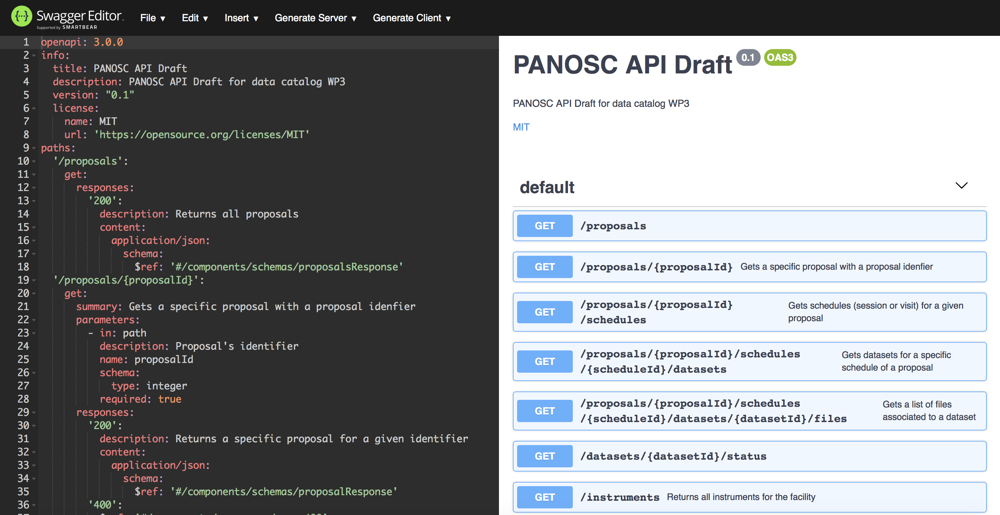 Swagger Editor
Supported by SMARTBEAR
File ▼ Edit ▼ Insert ▼ Generate Server ▼ Generate Client ▼
1 openapi: 3.0.0
2 info:
3 title: PANOSC API Draft
4 description: PANOSC API Draft for data catalog WP3
5 version: "0.1"
6 license:
7 name: MIT
8 url: 'https://opensource.org/licenses/MIT'
9 paths:
10 '/proposals':
11 get:
12 responses:
13 '200':
14 description: Returns all proposals
15 content:
16 application/json:
17 schema:
18 $ref: '#/components/schemas/proposalsResponse'
19 '/proposals/{proposalId}':
20 get:
21 summary: Gets a specific proposal with a proposal idenfier
22 parameters:
23 - in: path
24 description: Proposal's identifier
25 name: proposalId
26 schema:
27 type: integer
28 required: true
29 responses:
30 '200':
31 description: Returns a specific proposal for a given identifier
32 content:
33 application/json:
34 schema:
35 $ref: '#/components/schemas/proposalResponse'
36 '400':
PANOSC API Draft 0.1 OAS3
PANOSC API Draft for data catalog WP3
MIT
default
GET /proposals
GET /proposals/{proposalId} Gets a specific proposal with a proposal idenfier
GET /proposals/{proposalId}
/schedules
Gets schedules (session or visit) for a given
proposal
GET /proposals/{proposalId}/schedules
/{scheduleId}/datasets
Gets datasets for a specific
schedule of a proposal
GET /proposals/{proposalId}/schedules
/{scheduleId}/datasets/{datasetId}/files
Gets a list of files
associated to a dataset
GET /datasets/{datasetId}/status
GET /instruments Returns all instruments for the facility